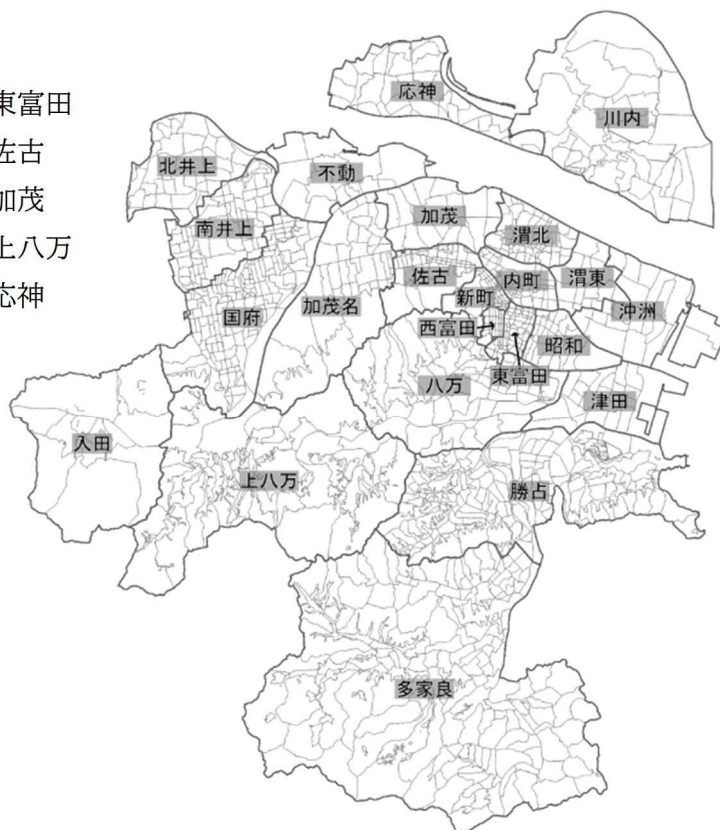 東富田
佐古
加茂
上八万
応神
応神
川内
北井上
不動
南井上
加茂
渭北
佐古
内町
渭東
新町
国府
加茂名
沖洲
西富田
昭和
東富田
八万
津田
入田
上八万
勝占
多家良